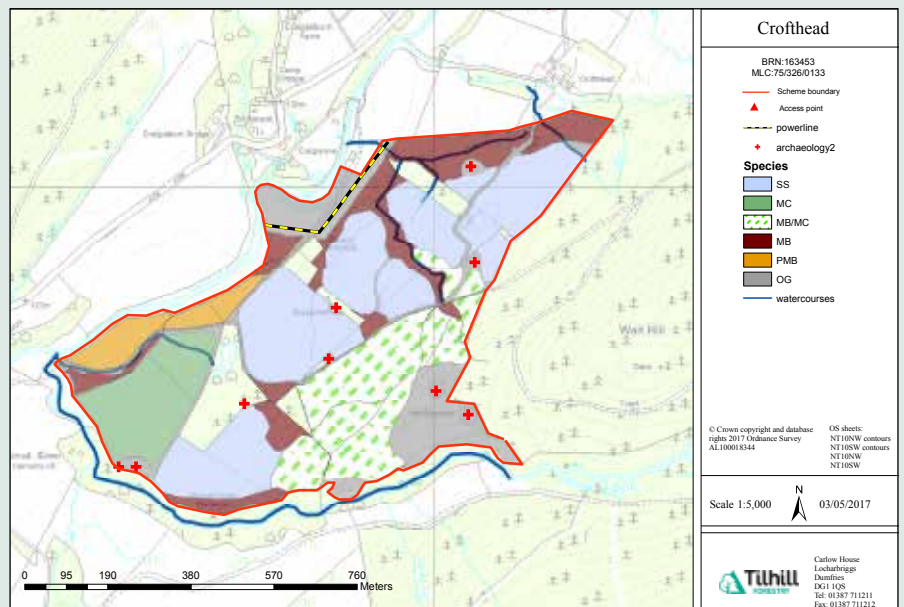 Crofthead
BRN:163453
MLC:75/326/0133
Scheme boundary
Access point
powerline
archaeology2
Species
SS
MC
MB/MC
MB
PMB
OG
watercourses
© Crown copyright and database
rights 2017 Ordnance Survey
AL100018344
OS sheets:
NT10NW contours
NT10SW contours
NT10NW
NT10SW
Scale 1:5,000
N
03/05/2017
Tilhill
FORESTRY
Carlow House
Locharbriggs
Dumfries
DG1 1QS
Tel: 01387 711211
Fax: 01387 711212
Crofthead
Wait Hill
0 95 190 380 570 760
Meters